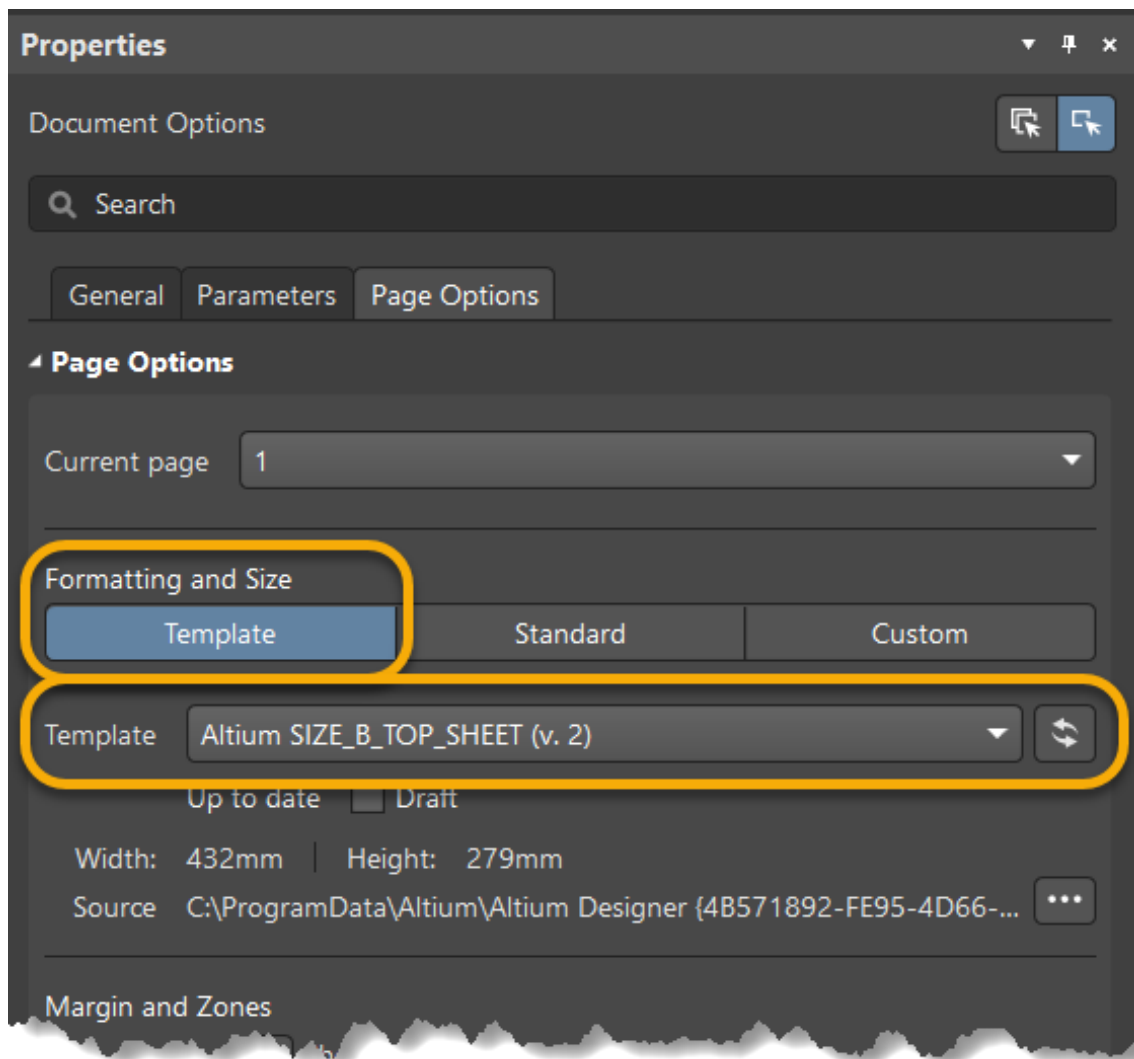 Properties
Document Options
Search
General Parameters Page Options
Page Options
Current page 1
Formatting and Size
Template Standard Custom
Template Altium SIZE_B_TOP_SHEET (v. 2)
Up to date Draft
Width: 432mm Height: 279mm
Source C:\ProgramData\Altium\Altium Designer {4B571892-FE95-4D66-...
Margin and Zones